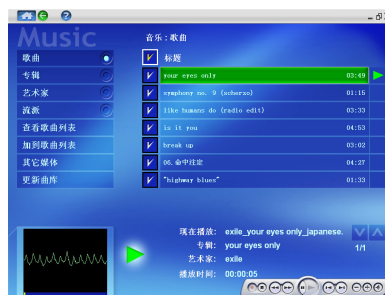 Music
音乐:歌曲
歌曲
专辑
艺术家
流派
查看歌曲列表
加到歌曲列表
其它媒体
更新曲库
标题
your eyes only 03:49
symphony no. 9 (scherzo) 01:15
like humans do (radio edit) 03:33
is it you 04:53
break up 03:02
06.命中注定 04:27
"highway blues" 01:33
现在播放: exile_your eyes only_japanese.
专辑: your eyes only
1/1
艺术家: exile
播放时间: 00:00:05